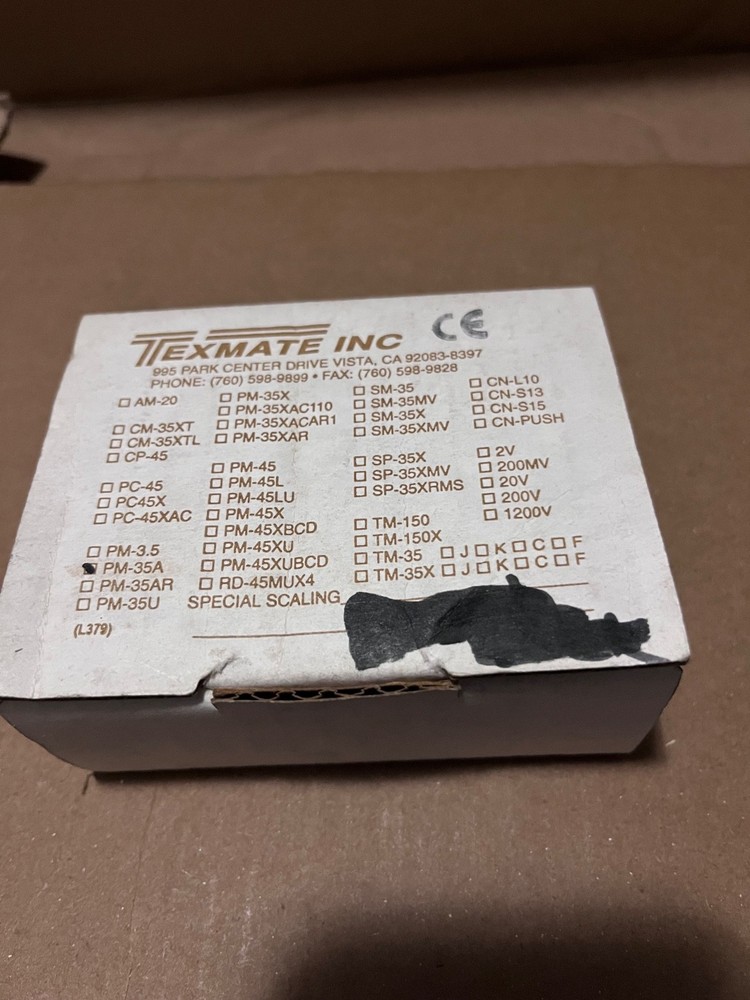 TEXMATE INC CE
995 PARK CENTER DRIVE VISTA, CA 92083-8397
PHONE: (760) 598-9899 • FAX: (760) 598-9828
☐ AM-20
☐ CM-35XT
☐ CM-35XTL
☐ CP-45
☐ PC-45
☐ PC45X
☐ PC-45XAC
☐ PM-3.5
PM-35A
☐ PM-35AR
☐ PM-35U
☐ PM-35X
☐ PM-35XAC110
☐ PM-35XACAR1
☐ PM-35XAR
☐ PM-45
☐ PM-45L
☐ PM-45LU
☐ PM-45X
☐ PM-45XBCD
☐ PM-45XU
☐ PM-45XUBCD
☐ RD-45MUX4
☐ SM-35
☐ SM-35MV
☐ SM-35X
☐ SM-35XMV
☐ SP-35X
☐ SP-35XMV
☐ SP-35XRMS
☐ TM-150
☐ TM-150X
☐ TM-35 ☐ J ☐ K ☐ C ☐ F
☐ TM-35X ☐ J ☐ K ☐ C ☐ F
☐ CN-L10
☐ CN-S13
☐ CN-S15
☐ CN-PUSH
☐ 2V
☐ 200MV
☐ 20V
☐ 200V
☐ 1200V
SPECIAL SCALING
(L379)